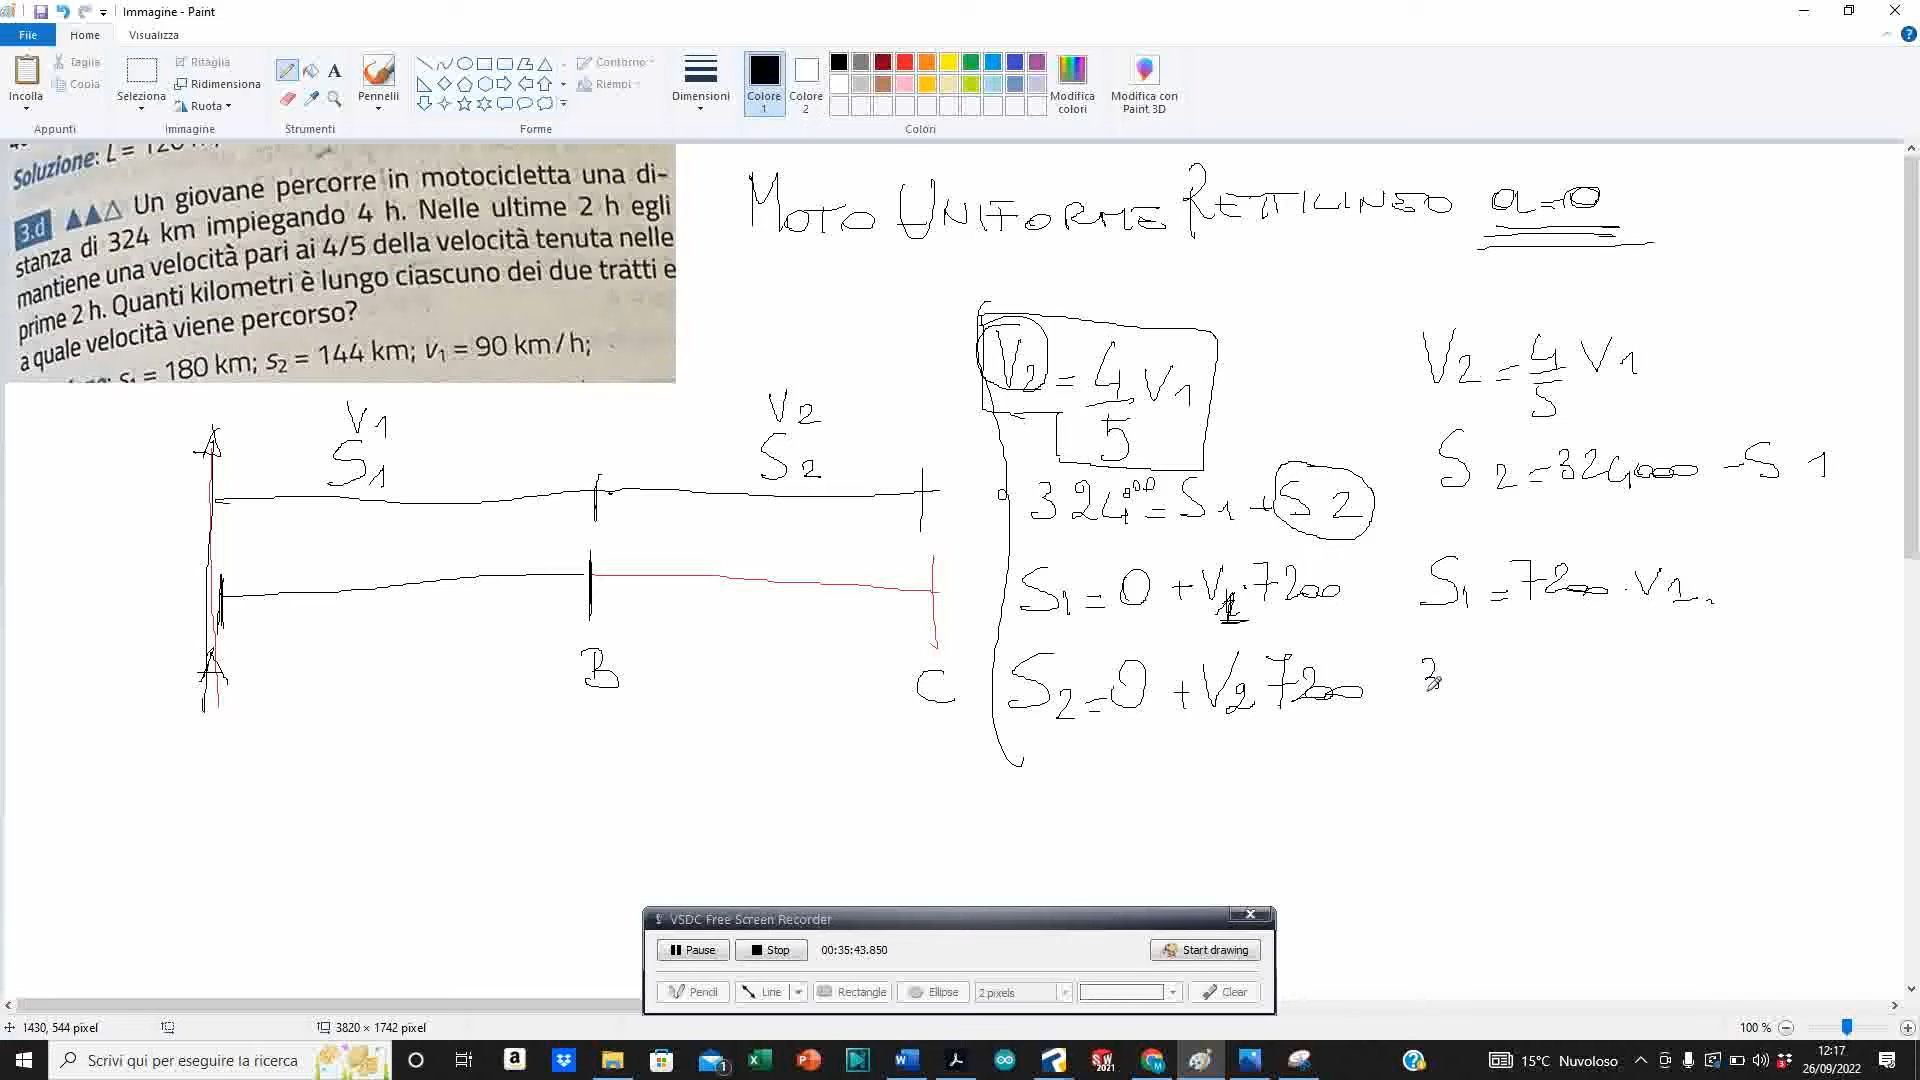 Immagine - Paint
File Home Visualizza
Incolla Taglia Copia Appunti
Seleziona Ritaglia Ridimensiona Ruota Immagine
Strumenti
Pennelli
Contorno Riempi Forme
Dimensioni
Colore 1 Colore 2 Modifica colori Modifica con Paint 3D Colori
Soluzione: L =
3.d Un giovane percorre in motocicletta una di-
stanza di 324 km impiegando 4 h. Nelle ultime 2 h egli
mantiene una velocità pari ai 4/5 della velocità tenuta nelle
prime 2 h. Quanti kilometri è lungo ciascuno dei due tratti e
a quale velocità viene percorso?
s1 = 180 km; s2 = 144 km; v1 = 90 km/h;
MOTO UNIFORME RETTILINEO a=0
V1 V2
S1 S2
A B C
V2 = 4/5 V1
324000 = S1 + S2
S1 = 0 + V1·7200
S2 = 0 + V2 7200
V2 = 4/5 V1
S2 = 324000 - S1
S1 = 7200 · V1
3
VSDC Free Screen Recorder
Pause Stop 00:35:43.850 Start drawing
Pencil Line Rectangle Ellipse 2 pixels Clear
1430, 544 pixel 3820 × 1742 pixel 100 %
Scrivi qui per eseguire la ricerca
15°C Nuvoloso
12:17
26/09/2022